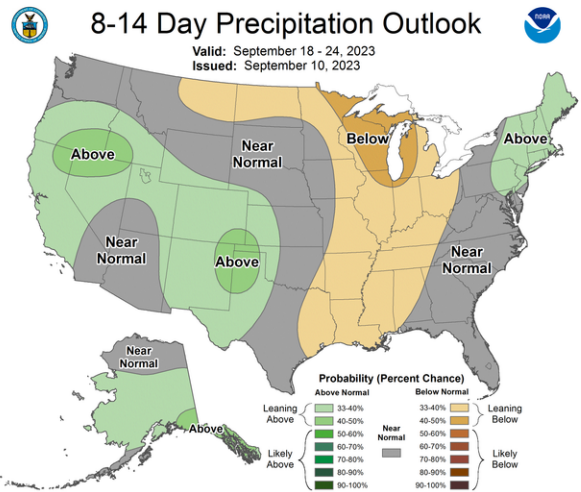 8-14 Day Precipitation Outlook
Valid: September 18 - 24, 2023
Issued: September 10, 2023
NOAA
Above
Near
Normal
Below
Above
Near
Normal
Above
Near
Normal
Near
Normal
Above
Probability (Percent Chance)
Above Normal
Below Normal
Leaning
Above
33-40%
40-50%
50-60%
60-70%
70-80%
80-90%
90-100%
Likely
Above
Near
Normal
33-40%
40-50%
50-60%
60-70%
70-80%
80-90%
90-100%
Leaning
Below
Likely
Below